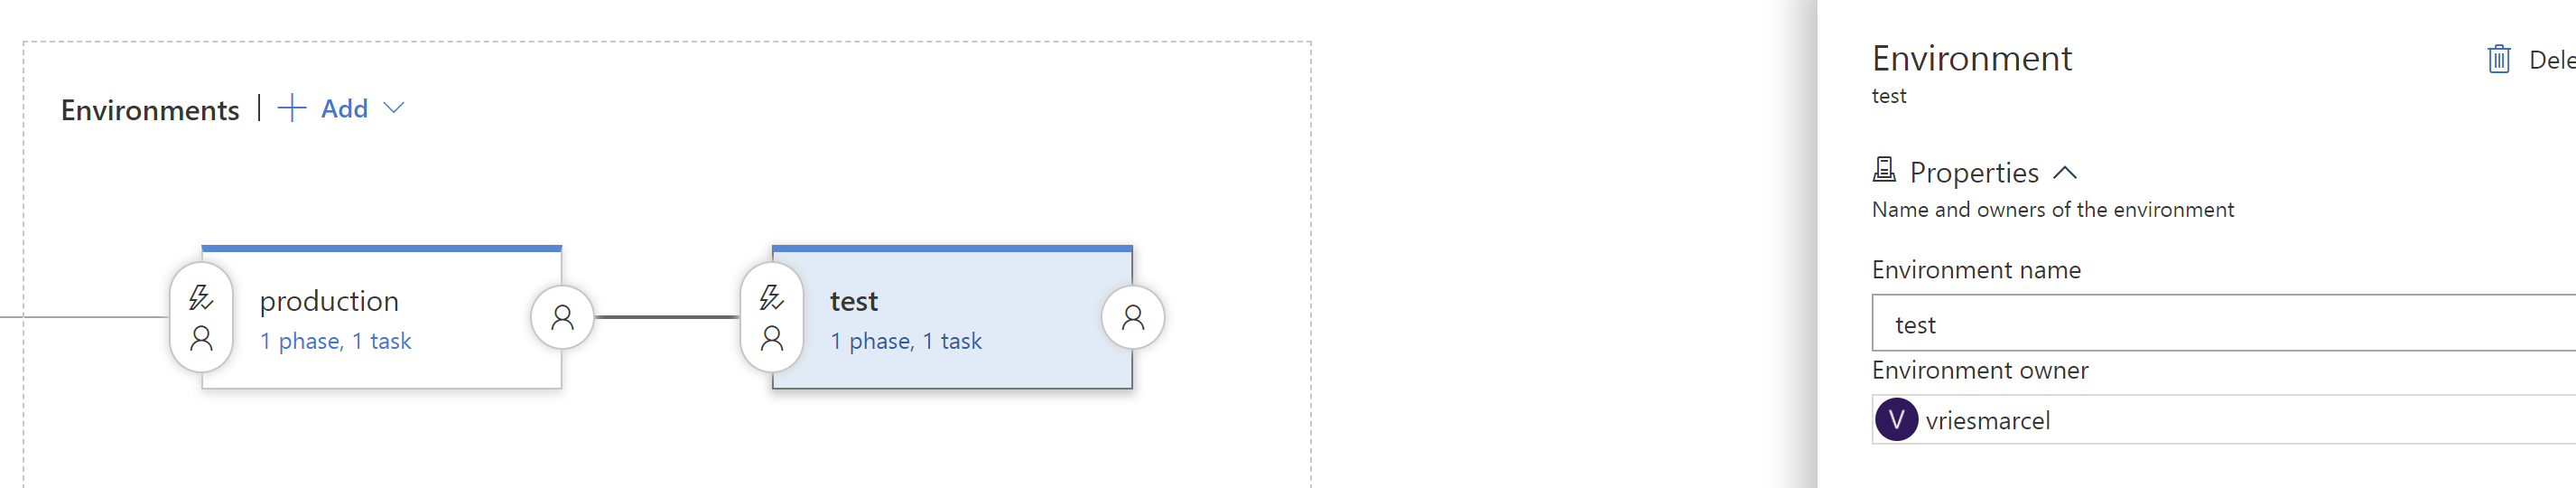 Environments | Add
production
1 phase, 1 task
test
1 phase, 1 task
Environment
Dele
test
Properties
Name and owners of the environment
Environment name
test
Environment owner
V vriesmarcel